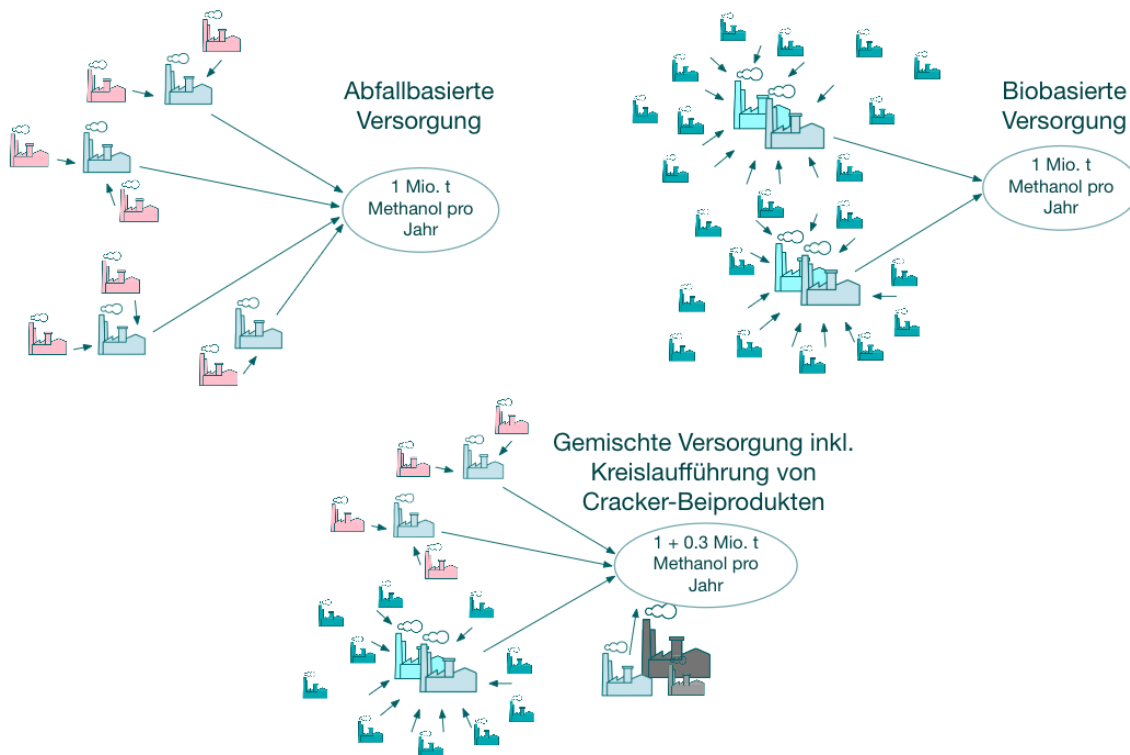 Abfallbasierte
Versorgung
1 Mio. t
Methanol pro
Jahr
Biobasierte
Versorgung
1 Mio. t
Methanol pro
Jahr
Gemischte Versorgung inkl.
Kreislaufführung von
Cracker-Beiprodukten
1 + 0.3 Mio. t
Methanol pro
Jahr